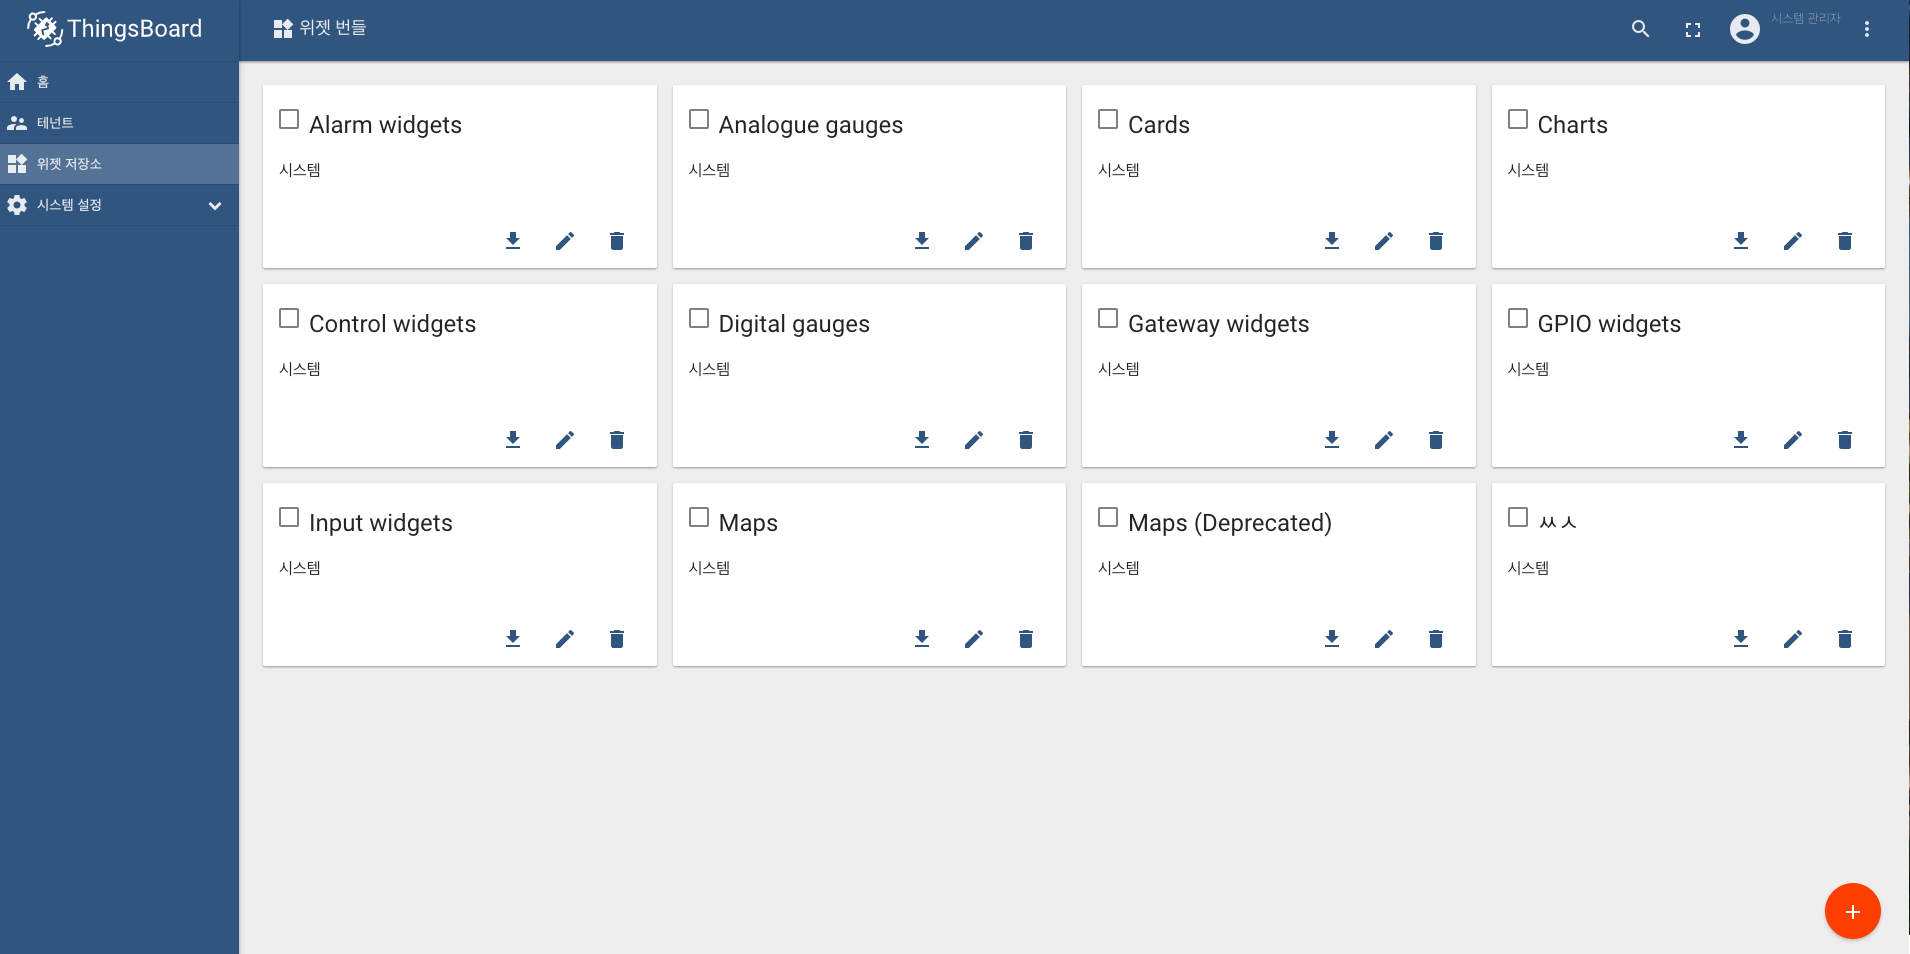 ThingsBoard
위젯 번들
시스템 관리자
홈
테넌트
위젯 저장소
시스템 설정
Alarm widgets
시스템
Analogue gauges
시스템
Cards
시스템
Charts
시스템
Control widgets
시스템
Digital gauges
시스템
Gateway widgets
시스템
GPIO widgets
시스템
Input widgets
시스템
Maps
시스템
Maps (Deprecated)
시스템
ㅆㅅ
시스템